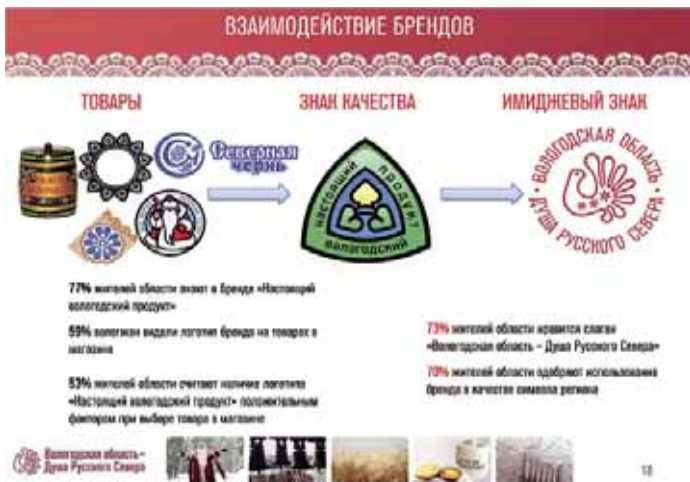 ВЗАИМОДЕЙСТВИЕ БРЕНДОВ
ТОВАРЫ
ЗНАК КАЧЕСТВА
ИМИДЖЕВЫЙ ЗНАК
Северная
чернь
настоящий продукт
вологодский
• ВОЛОГОДСКАЯ ОБЛАСТЬ •
ДУША РУССКОГО СЕВЕРА
77% жителей области знают о бренде «Настоящий
вологодский продукт»
вологжан видели логотип бренда на товарах в
магазине
жителей области считают наличие логотипа
«Настоящий вологодский продукт» положительным
фактором при выборе товара в магазине
73% жителей области нравится слоган
«Вологодская область – Душа Русского Севера»
70% жителей области одобряют использование
бренда в качестве символа региона
Вологодская область–
Душа Русского Севера